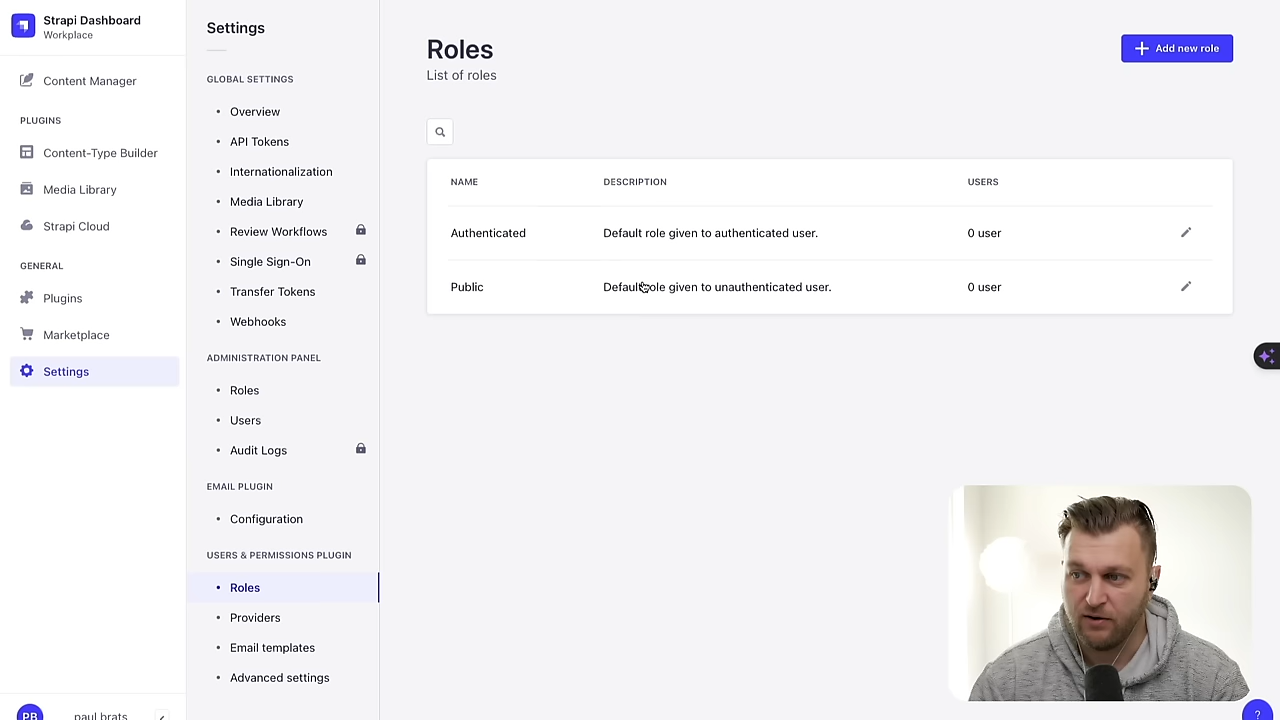 Strapi Dashboard
Workplace
Content Manager
PLUGINS
Content-Type Builder
Media Library
Strapi Cloud
GENERAL
Plugins
Marketplace
Settings
PB
paul brats
Settings
GLOBAL SETTINGS
Overview
API Tokens
Internationalization
Media Library
Review Workflows
Single Sign-On
Transfer Tokens
Webhooks
ADMINISTRATION PANEL
Roles
Users
Audit Logs
EMAIL PLUGIN
Configuration
USERS & PERMISSIONS PLUGIN
Roles
Providers
Email templates
Advanced settings
Roles
List of roles
Add new role
NAME DESCRIPTION USERS
Authenticated Default role given to authenticated user. 0 user
Public Default role given to unauthenticated user. 0 user
?